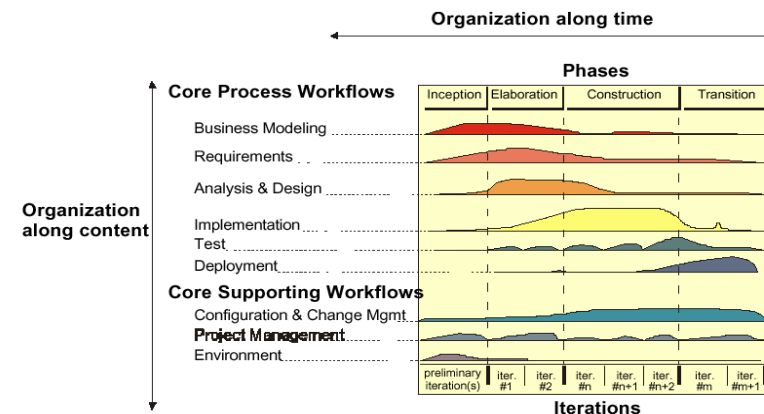 Organization along time
Phases
Core Process Workflows
Inception Elaboration Construction Transition
Business Modeling
Requirements
Analysis & Design
Organization
along content
Implementation
Test
Deployment
Core Supporting Workflows
Configuration & Change Mgmt
Project Management
Environment
preliminary iter. iter. iter. iter. iter. iter. iter.
iteration(s) #1 #2 #n #n+1 #n+2 #m #m+1
Iterations